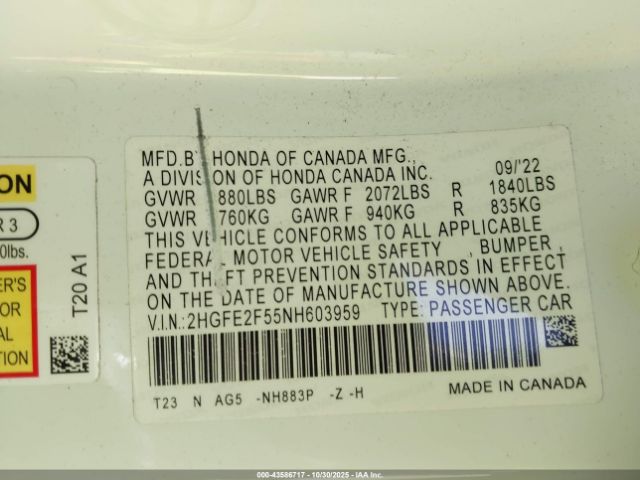 ON
R 3
0lbs.
ER'S
OR
AL
TION
T20 A1
MFD.BY HONDA OF CANADA MFG.,
A DIVISION OF HONDA CANADA INC. 09/'22
GVWR 880LBS GAWR F 2072LBS R 1840LBS
GVWR 760KG GAWR F 940KG R 835KG
THIS VEHICLE CONFORMS TO ALL APPLICABLE
FEDERAL MOTOR VEHICLE SAFETY , BUMPER ,
AND THEFT PREVENTION STANDARDS IN EFFECT
ON THE DATE OF MANUFACTURE SHOWN ABOVE.
V.I.N.:2HGFE2F55NH603959 TYPE: PASSENGER CAR
T23 N AG5 -NH883P -Z -H
MADE IN CANADA
000-43586717 - 10/30/2025 - IAA Inc.